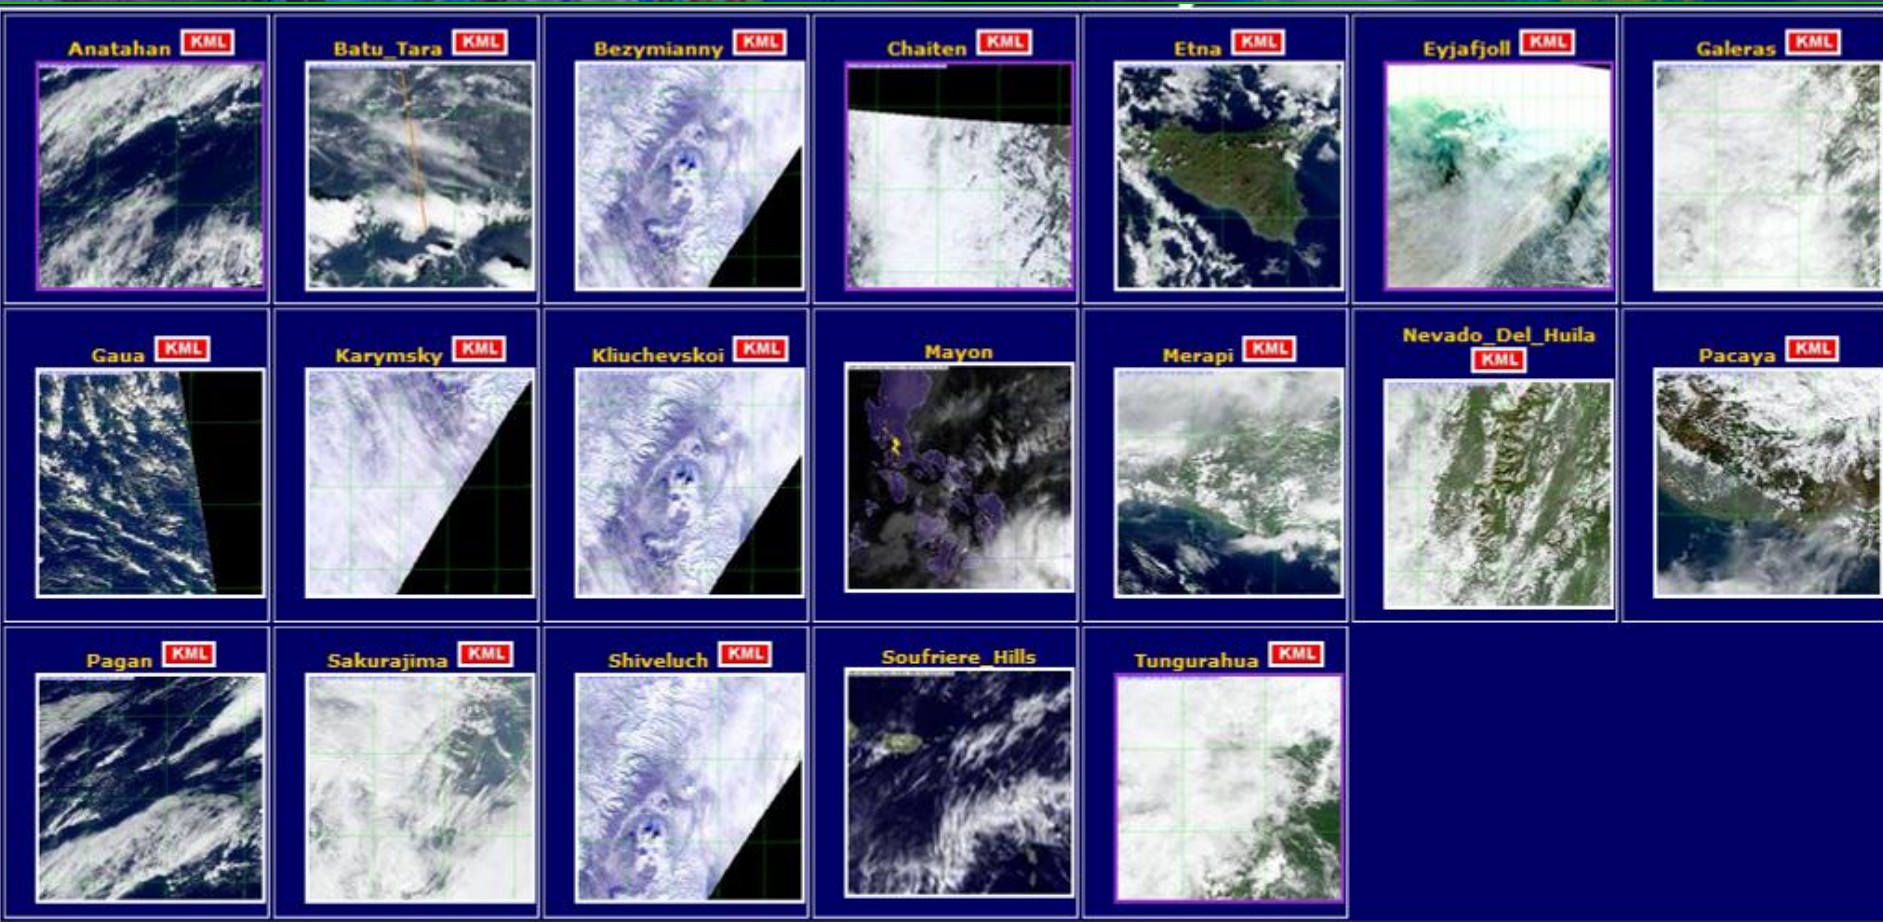 Anatahan KML
Batu_Tara KML
Bezymianny KML
Chaiten KML
Etna KML
Eyjafjoll KML
Galeras KML
Gaua KML
Karymsky KML
Kliuchevskoi KML
Mayon
Merapi KML
Nevado_Del_Huila
KML
Pacaya KML
Pagan KML
Sakurajima KML
Shiveluch KML
Soufriere_Hills
Tungurahua KML